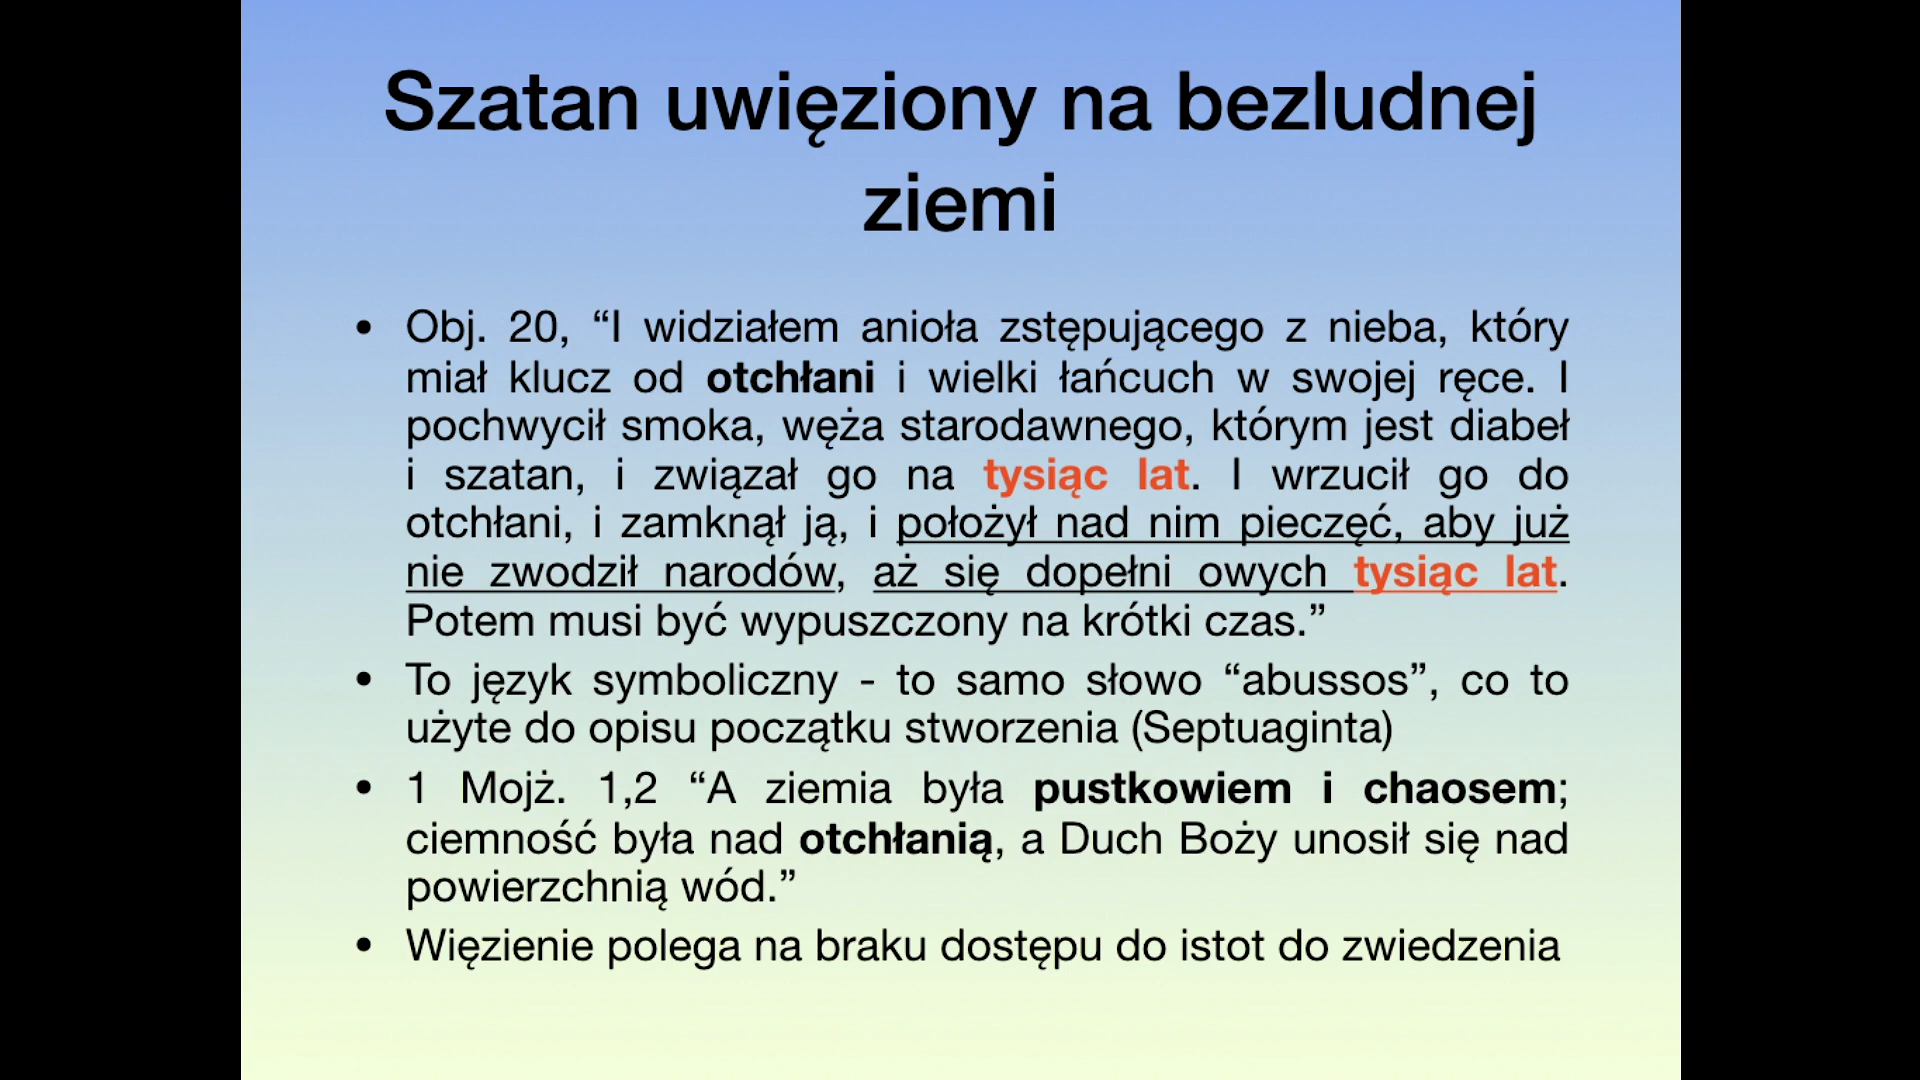 Szatan uwięziony na bezludnej
ziemi
• Obj. 20, “I widziałem anioła zstępującego z nieba, który
miał klucz od otchłani i wielki łańcuch w swojej ręce. I
pochwycił smoka, węża starodawnego, którym jest diabeł
i szatan, i związał go na tysiąc lat. I wrzucił go do
otchłani, i zamknął ją, i położył nad nim pieczęć, aby już
nie zwodził narodów, aż się dopełni owych tysiąc lat.
Potem musi być wypuszczony na krótki czas.”
• To język symboliczny - to samo słowo “abussos”, co to
użyte do opisu początku stworzenia (Septuaginta)
• 1 Mojż. 1,2 “A ziemia była pustkowiem i chaosem;
ciemność była nad otchłanią, a Duch Boży unosił się nad
powierzchnią wód.”
• Więzienie polega na braku dostępu do istot do zwiedzenia